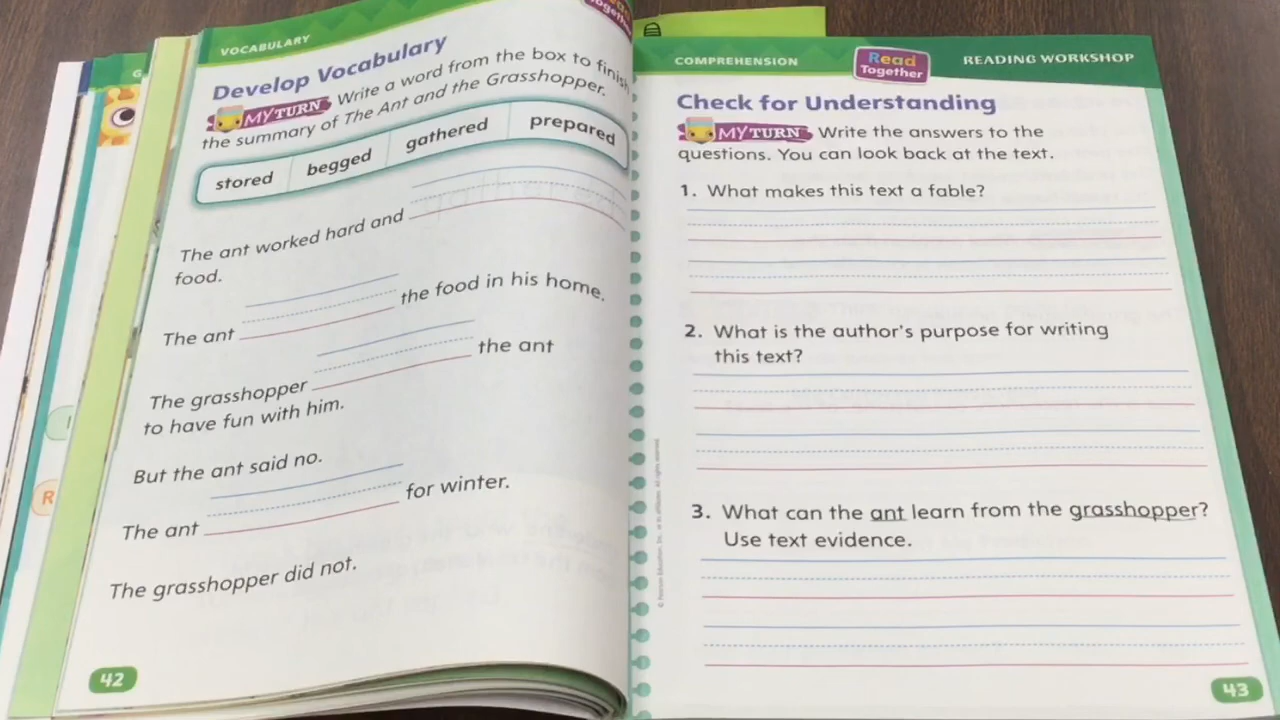 VOCABULARY
Develop Vocabulary
MY TURN Write a word from the box to finish
the summary of The Ant and the Grasshopper.
stored begged gathered prepared
The ant worked hard and
food.
The ant the food in his home.
The grasshopper the ant
to have fun with him.
But the ant said no.
The ant for winter.
The grasshopper did not.
42
COMPREHENSION
Read
Together
READING WORKSHOP
Check for Understanding
MY TURN Write the answers to the
questions. You can look back at the text.
1. What makes this text a fable?
2. What is the author's purpose for writing
this text?
3. What can the ant learn from the grasshopper?
Use text evidence.
43